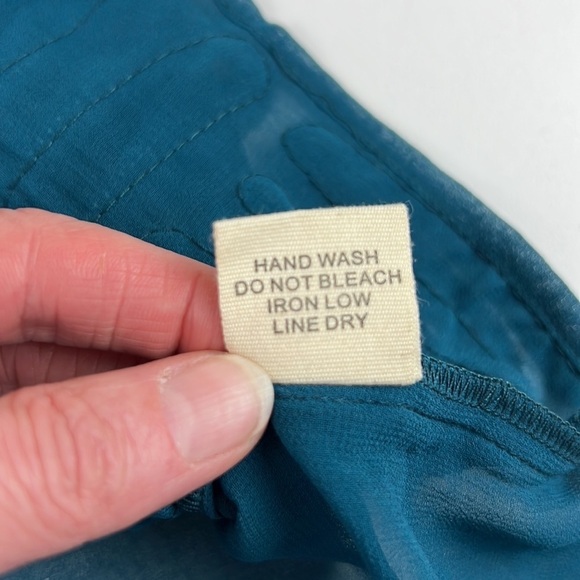 HAND WASH
DO NOT BLEACH
IRON LOW
LINE DRY